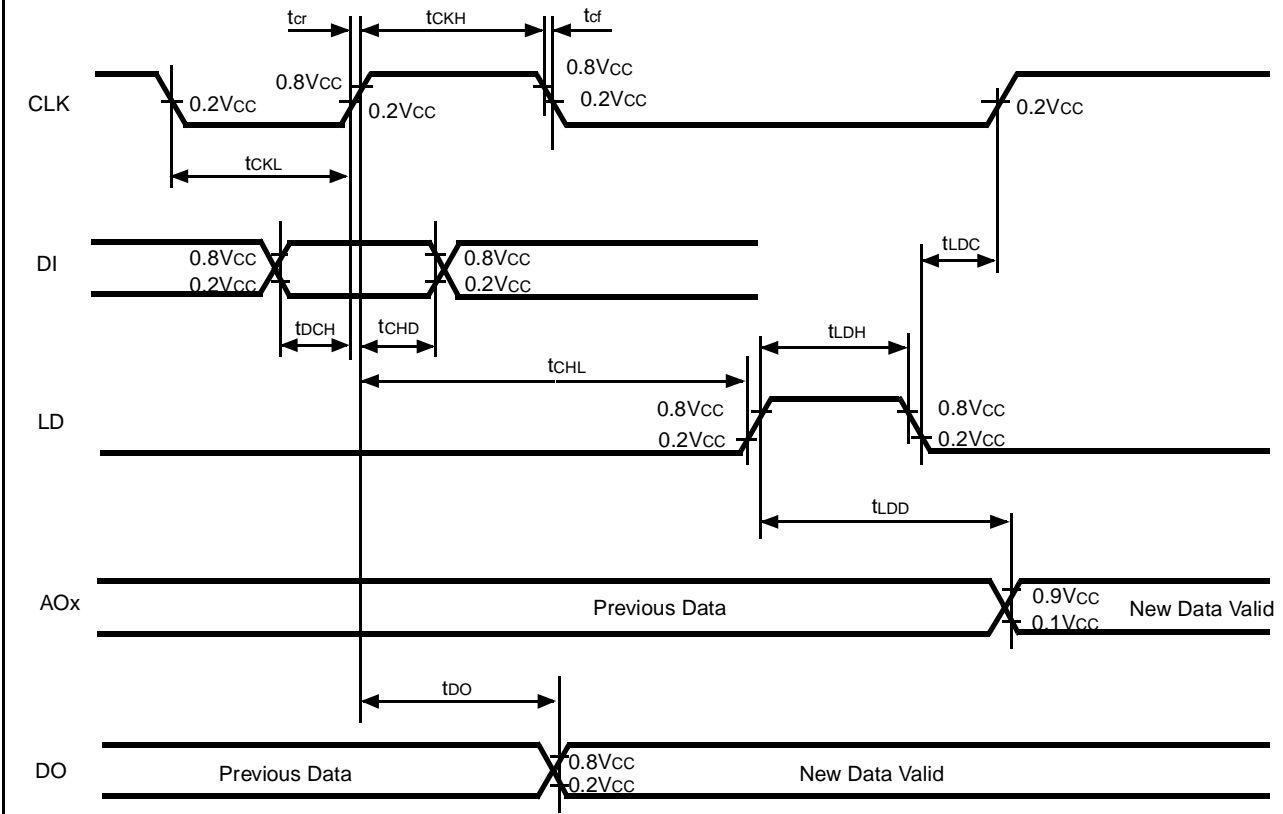 tcr tCKH tcf
0.8VCC 0.8VCC
CLK 0.2VCC 0.2VCC 0.2VCC 0.2VCC
tCKL
tLDC
DI 0.8VCC 0.8VCC
0.2VCC 0.2VCC
tDCH tCHD tLDH
tCHL
0.8VCC 0.8VCC
LD 0.2VCC 0.2VCC
tLDD
AOx Previous Data 0.9VCC New Data Valid
0.1VCC
tDO
DO Previous Data 0.8VCC New Data Valid
0.2VCC